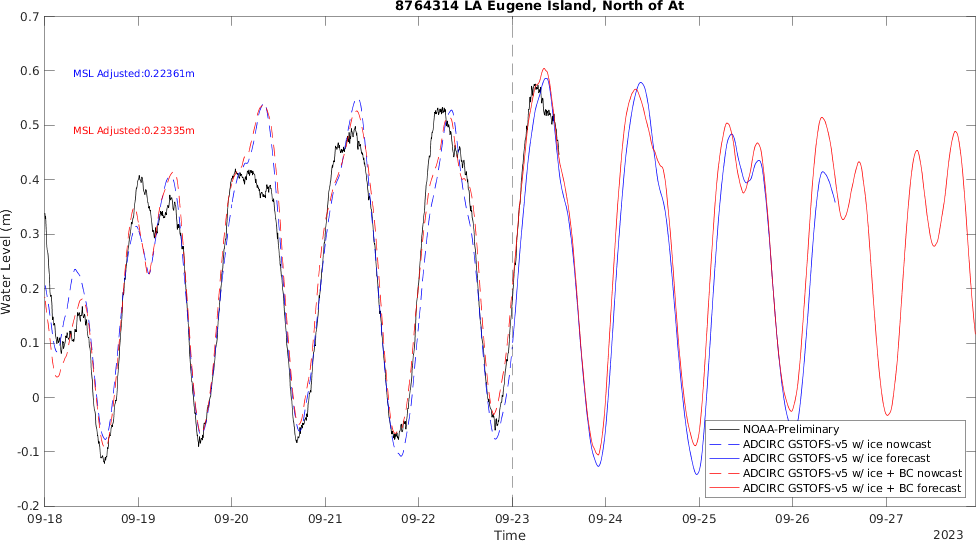 8764314 LA Eugene Island, North of At
0.7
0.6
0.5
0.4
0.3
0.2
0.1
0
-0.1
-0.2
Water Level (m)
MSL Adjusted:0.22361m
MSL Adjusted:0.23335m
NOAA-Preliminary
ADCIRC GSTOFS-v5 w/ ice nowcast
ADCIRC GSTOFS-v5 w/ ice forecast
ADCIRC GSTOFS-v5 w/ ice + BC nowcast
ADCIRC GSTOFS-v5 w/ ice + BC forecast
09-18 09-19 09-20 09-21 09-22 09-23 09-24 09-25 09-26 09-27
Time
2023